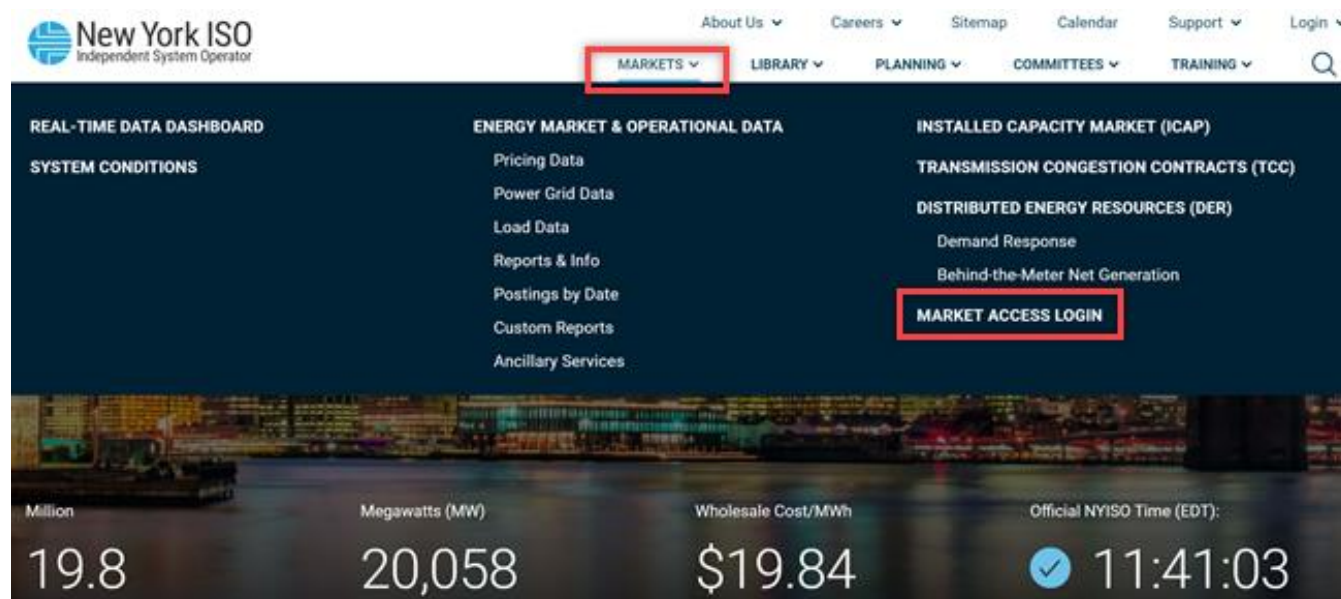 New York ISO
Independent System Operator
About Us
Careers
Sitemap
Calendar
Support
Login
MARKETS
LIBRARY
PLANNING
COMMITTEES
TRAINING
REAL-TIME DATA DASHBOARD
SYSTEM CONDITIONS
ENERGY MARKET & OPERATIONAL DATA
Pricing Data
Power Grid Data
Load Data
Reports & Info
Postings by Date
Custom Reports
Ancillary Services
INSTALLED CAPACITY MARKET (ICAP)
TRANSMISSION CONGESTION CONTRACTS (TCC)
DISTRIBUTED ENERGY RESOURCES (DER)
Demand Response
Behind-the-Meter Net Generation
MARKET ACCESS LOGIN
Million
19.8
Megawatts (MW)
20,058
Wholesale Cost/MWh
$19.84
Official NYISO Time (EDT):
11:41:03